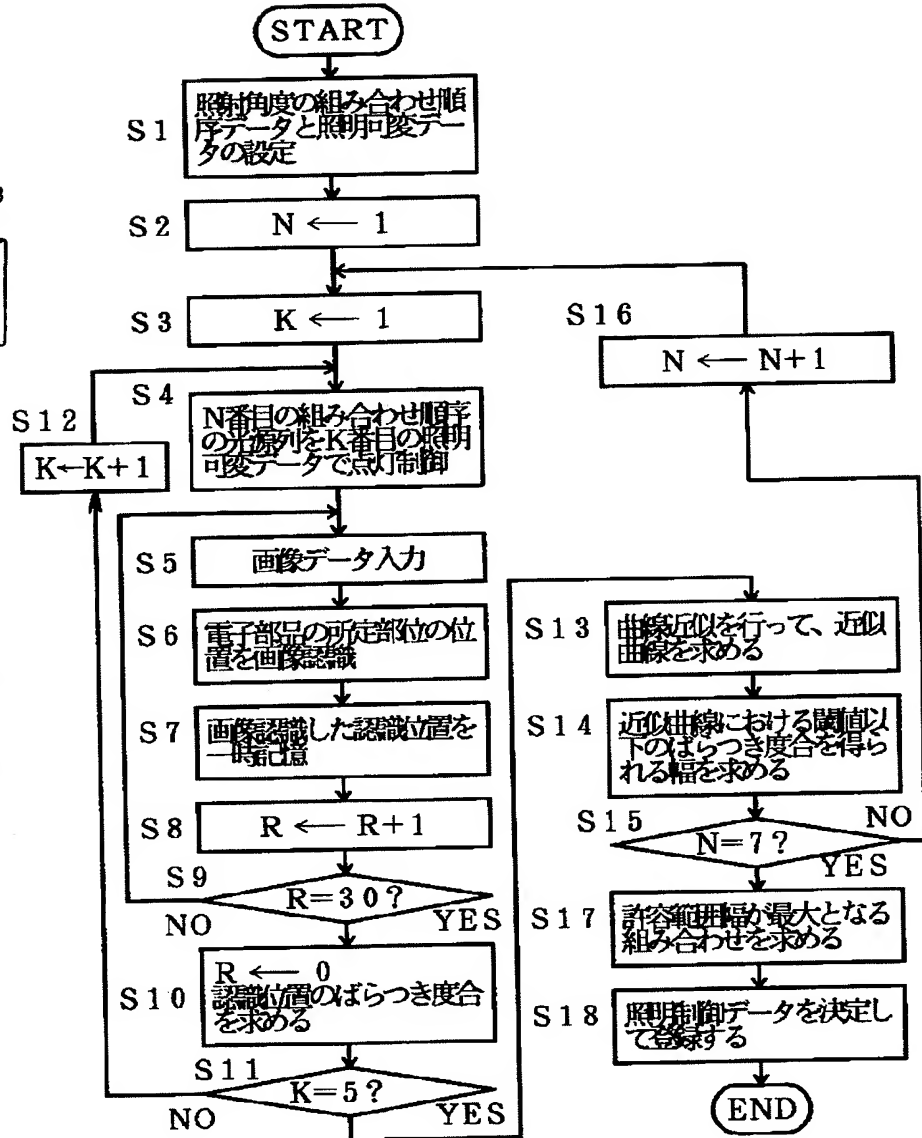 START
S1
照射角度の組み合わせ順
序データと照明可変デー
タの設定
S2
N ← 1
S3
K ← 1
S4
N番目の組み合わせ順序
の光源列をK番目の照明
可変データで点灯制御
S12
K←K+1
S5
画像データ入力
S6
電子部品の所定部位の位
置を画像認識
S7
画像認識した認識位置を
一時記憶
S8
R ← R+1
S9
R=30?
NO
YES
S10
R ← 0
認識位置のばらつき度合
を求める
S11
K=5?
NO
YES
S16
N ← N+1
S13
曲線近似を行って、近似
曲線を求める
S14
近似曲線における閾値以
下のばらつき度合を得ら
れる幅を求める
S15
N=7?
NO
YES
S17
許容範囲幅が最大となる
組み合わせを求める
S18
照明制御データを決定し
て登録する
END